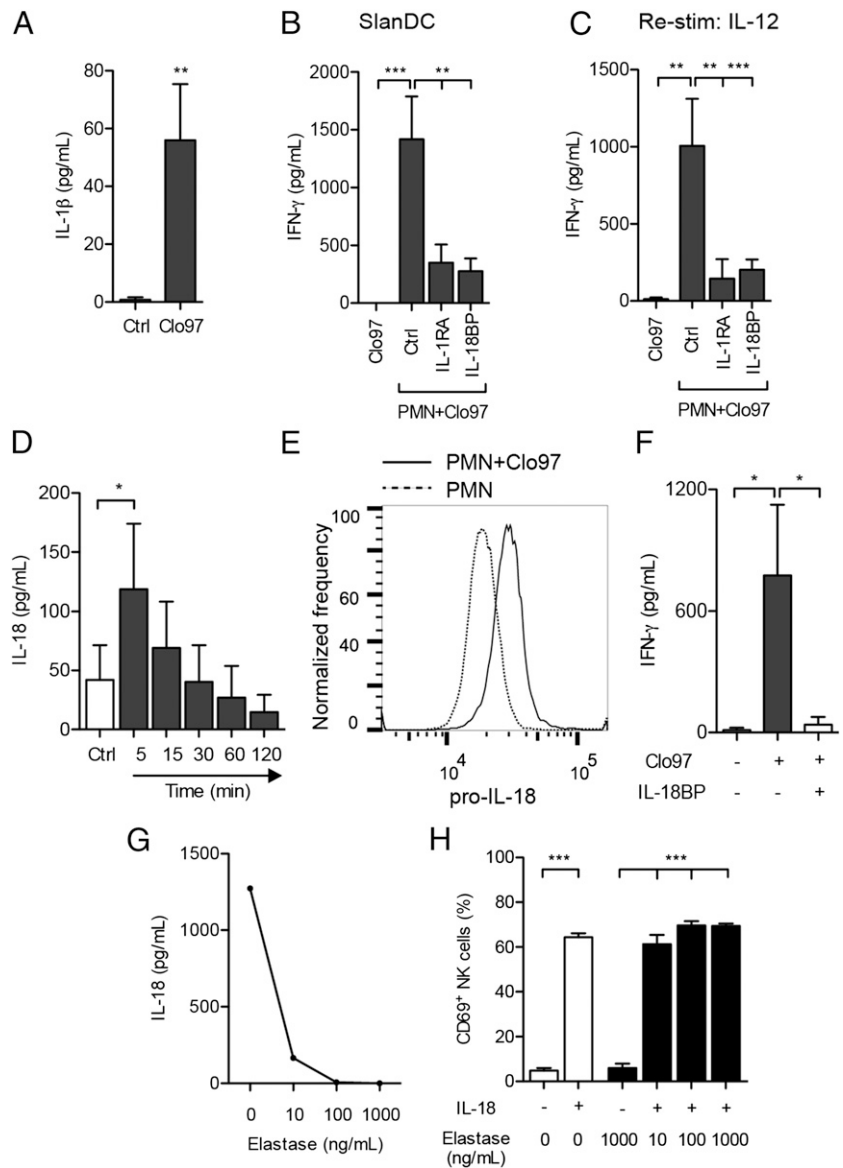 A
IL-1β (pg/mL)
80
60
40
20
0
**
Ctrl Clo97
B
SlanDC
IFN-γ (pg/mL)
2000
1500
1000
500
0
*** **
Clo97 Ctrl IL-1RA IL-18BP
PMN+Clo97
C
Re-stim: IL-12
IFN-γ (pg/mL)
1500
1000
500
0
** ** ***
Clo97 Ctrl IL-1RA IL-18BP
PMN+Clo97
D
IL-18 (pg/mL)
200
150
100
50
0
*
Ctrl 5 15 30 60 120
Time (min)
E
PMN+Clo97
PMN
Normalized frequency
100
80
60
40
20
0
10⁴ 10⁵
pro-IL-18
F
IFN-γ (pg/mL)
1200
600
0
* *
Clo97 - + +
IL-18BP - - +
G
IL-18 (pg/mL)
1500
1000
500
0
0 10 100 1000
Elastase (ng/mL)
H
CD69⁺ NK cells (%)
100
80
60
40
20
0
*** ***
IL-18 - + - + + +
Elastase 0 0 1000 10 100 1000
(ng/mL)